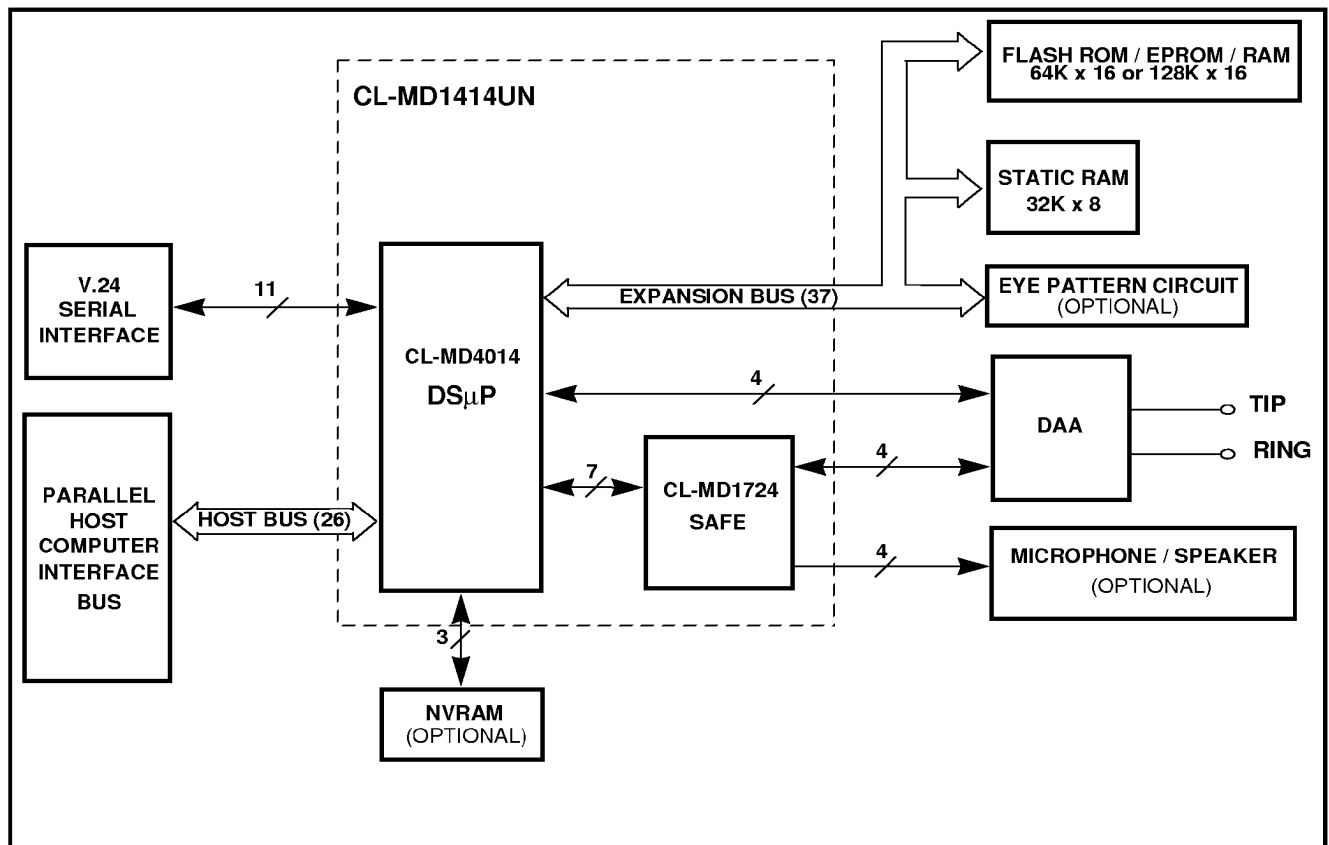 FLASH ROM / EPROM / RAM
64K x 16 or 128K x 16
CL-MD1414UN
STATIC RAM
32K x 8
V.24
SERIAL
INTERFACE
11
EXPANSION BUS (37)
EYE PATTERN CIRCUIT
(OPTIONAL)
CL-MD4014
DSµP
4
DAA
TIP
RING
PARALLEL
HOST
COMPUTER
INTERFACE
BUS
HOST BUS (26)
7
CL-MD1724
SAFE
4
4
MICROPHONE / SPEAKER
(OPTIONAL)
3
NVRAM
(OPTIONAL)